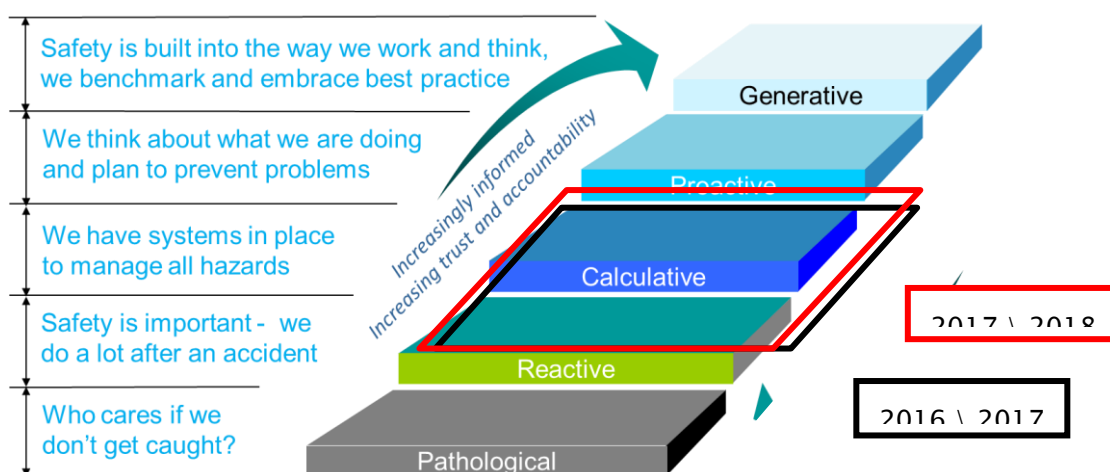 Safety is built into the way we work and think,
we benchmark and embrace best practice
Generative
We think about what we are doing
and plan to prevent problems
Proactive
Increasingly informed
Increasing trust and accountability
We have systems in place
to manage all hazards
Calculative
2017 \ 2018
Safety is important - we
do a lot after an accident
Reactive
2016 \ 2017
Who cares if we
don't get caught?
Pathological